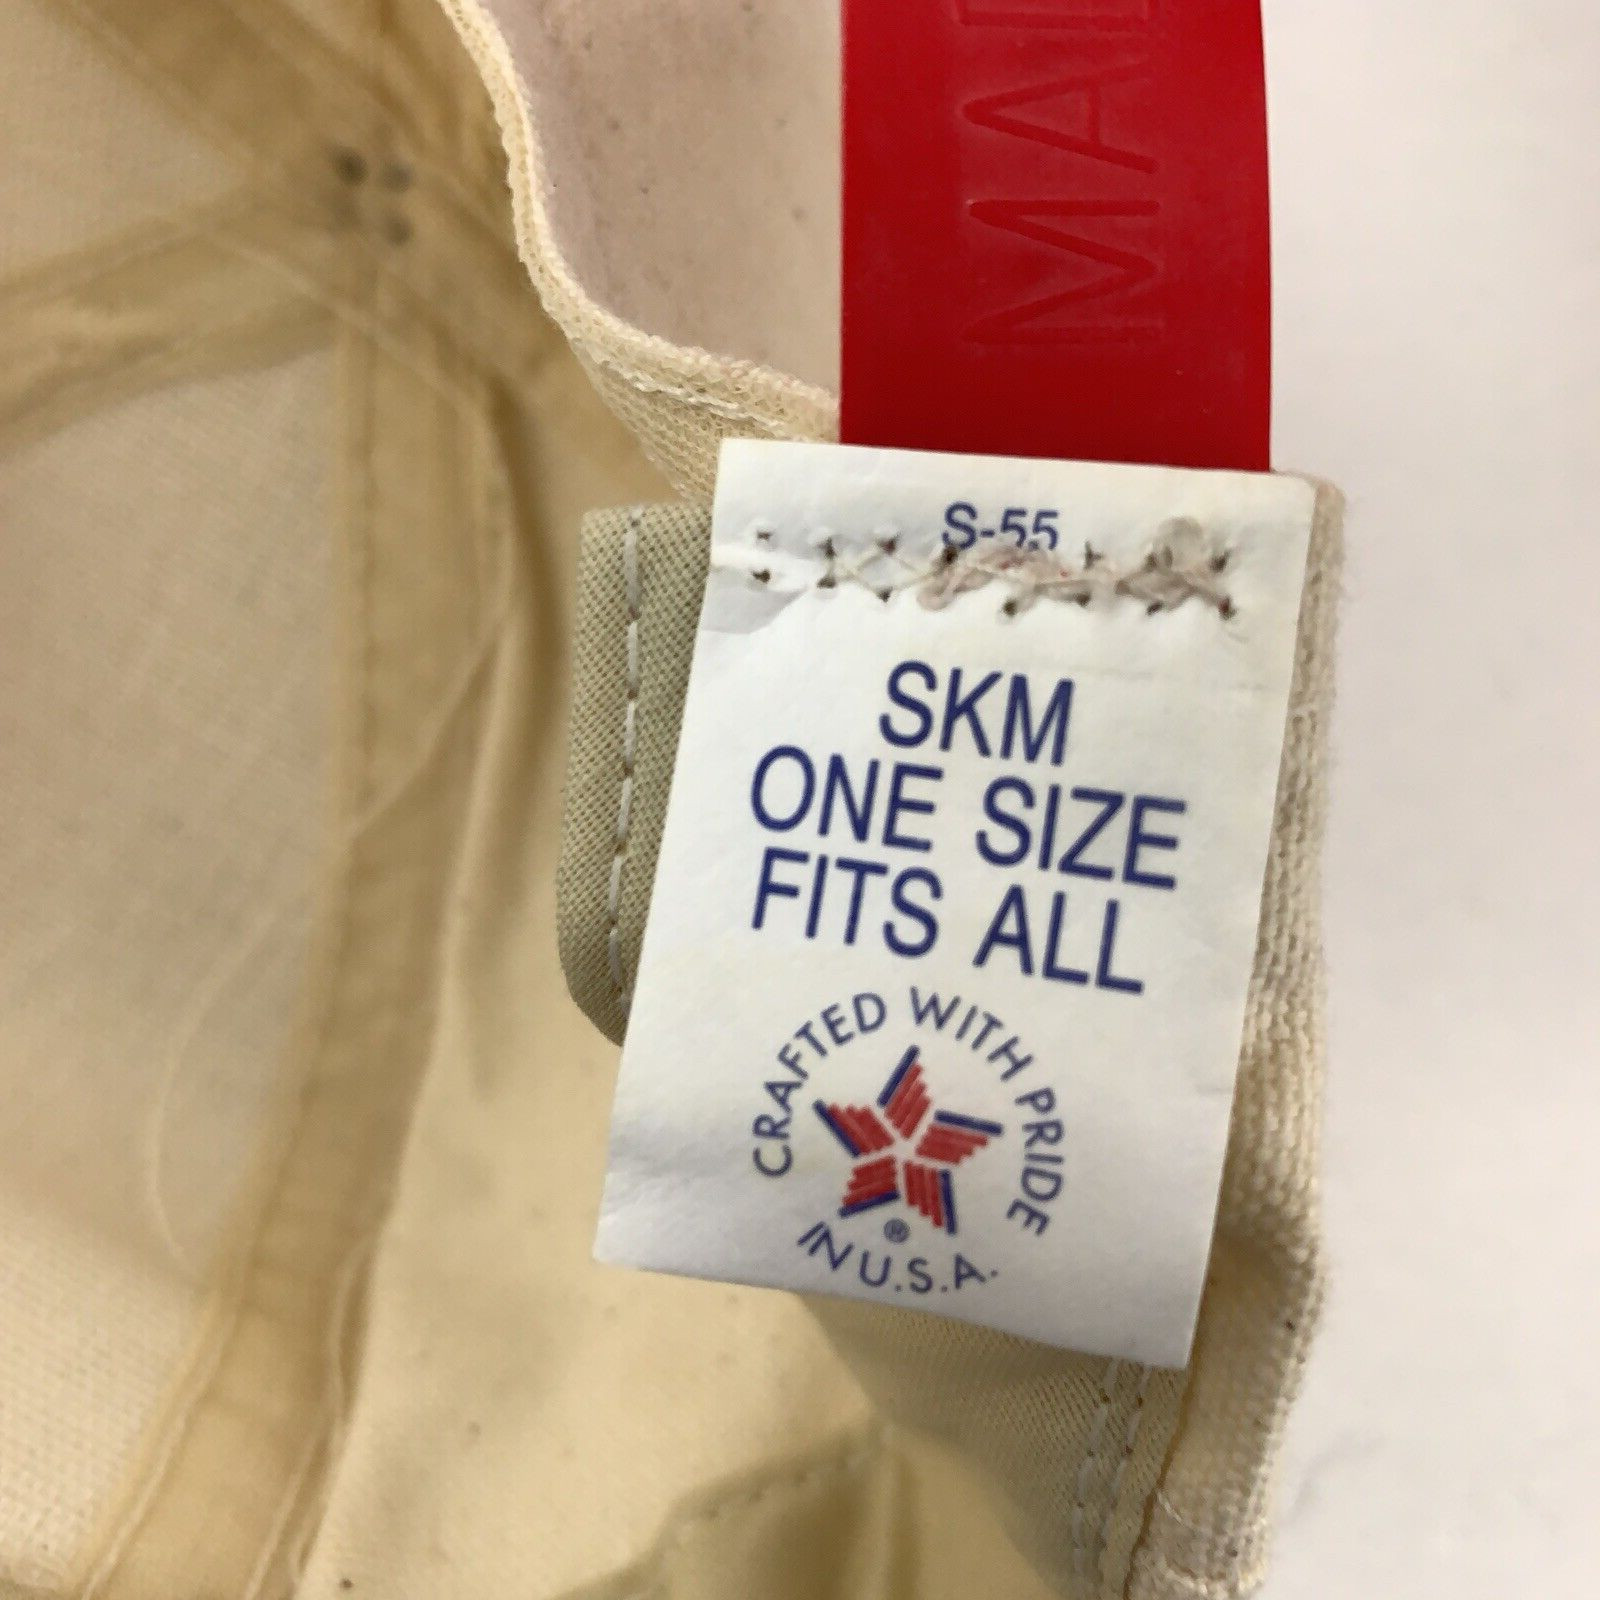 S-55
SKM
ONE SIZE
FITS ALL
CRAFTED WITH PRIDE
®
IN U.S.A.